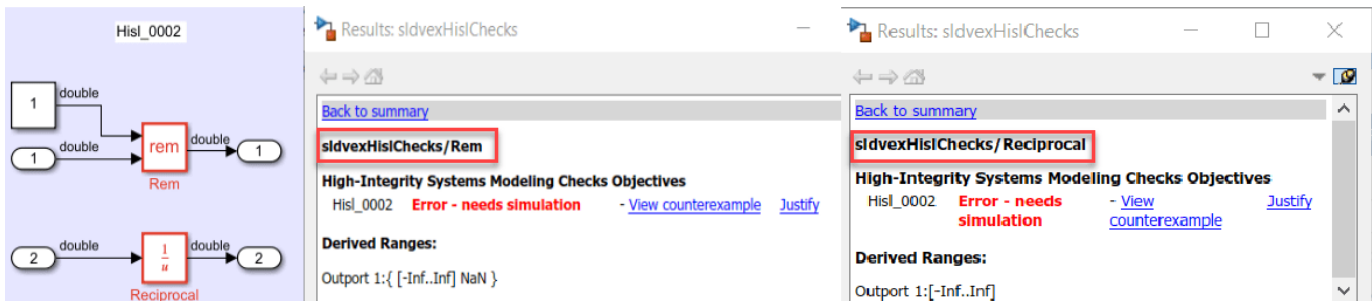 Hisl_0002
1
double
1
double
rem
double
1
Rem
2
double
1
u
double
2
Reciprocal
Results: sldvexHislChecks
Back to summary
sldvexHislChecks/Rem
High-Integrity Systems Modeling Checks Objectives
Hisl_0002 Error - needs simulation - View counterexample Justify
Derived Ranges:
Outport 1:{ [-Inf..Inf] NaN }
Results: sldvexHislChecks
Back to summary
sldvexHislChecks/Reciprocal
High-Integrity Systems Modeling Checks Objectives
Hisl_0002 Error - needs - View Justify
simulation counterexample
Derived Ranges:
Outport 1:[-Inf..Inf]